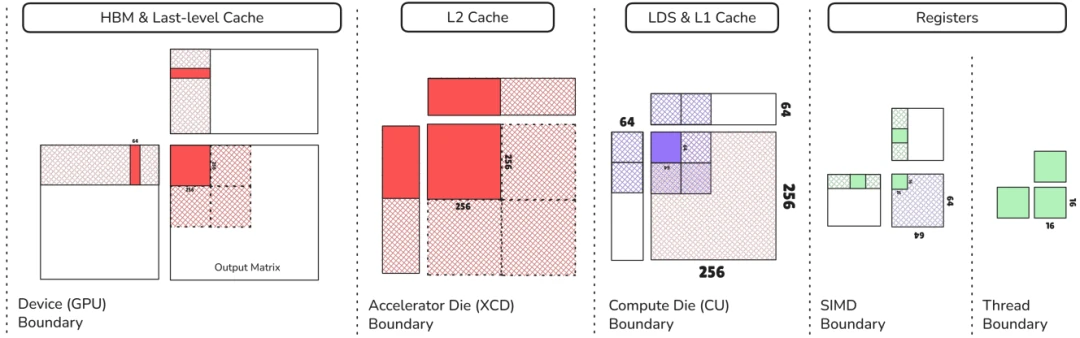 HBM & Last-level Cache
L2 Cache
LDS & L1 Cache
Registers
64
256
256
Output Matrix
256
256
64
64
64
256
256
64
64
16
16
Device (GPU)
Boundary
Accelerator Die (XCD)
Boundary
Compute Die (CU)
Boundary
SIMD
Boundary
Thread
Boundary